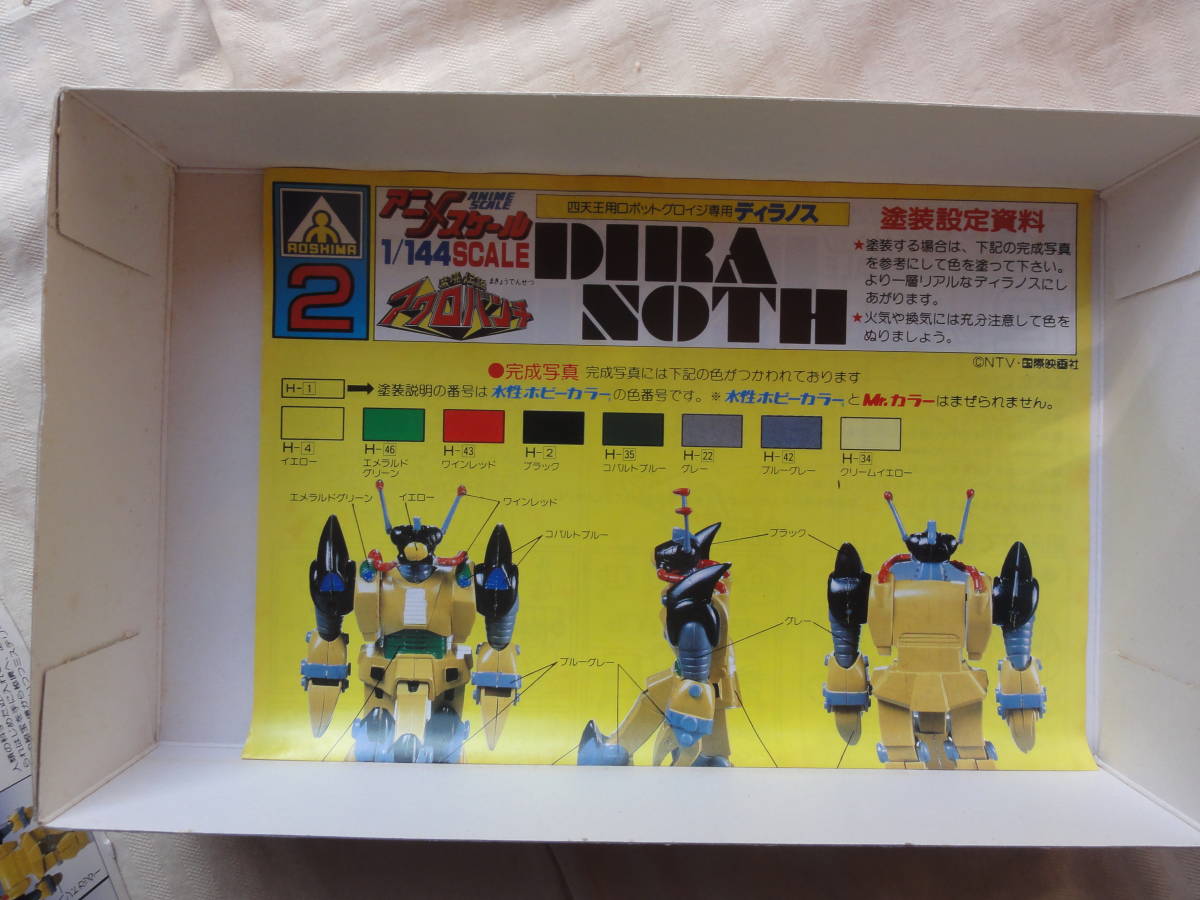 AOSHIMA
2
アニメスケール
ANIME SCALE
1/144 SCALE
魔境伝説
まきょうでんせつ
アクロバンチ
四天王用ロボットグロイジ専用ディラノス
DIRA
NOTH
塗装設定資料
★塗装する場合は、下記の完成写真
を参考にして色を塗って下さい。
より一層リアルなディラノスにし
あがります。
★火気や換気には充分注意して色を
ぬりましょう。
©NTV・国際映画社
●完成写真 完成写真には下記の色がつかわれております
H-1 → 塗装説明の番号は水性ホビーカラーの色番号です。※水性ホビーカラーとMr.カラーはまぜられません。
H-4
イエロー
H-46
エメラルド
グリーン
H-43
ワインレッド
H-2
ブラック
H-35
コバルトブルー
H-22
グレー
H-42
ブルーグレー
H-34
クリームイエロー
エメラルドグリーン
イエロー
ワインレッド
コバルトブルー
ブラック
グレー
ブルーグレー